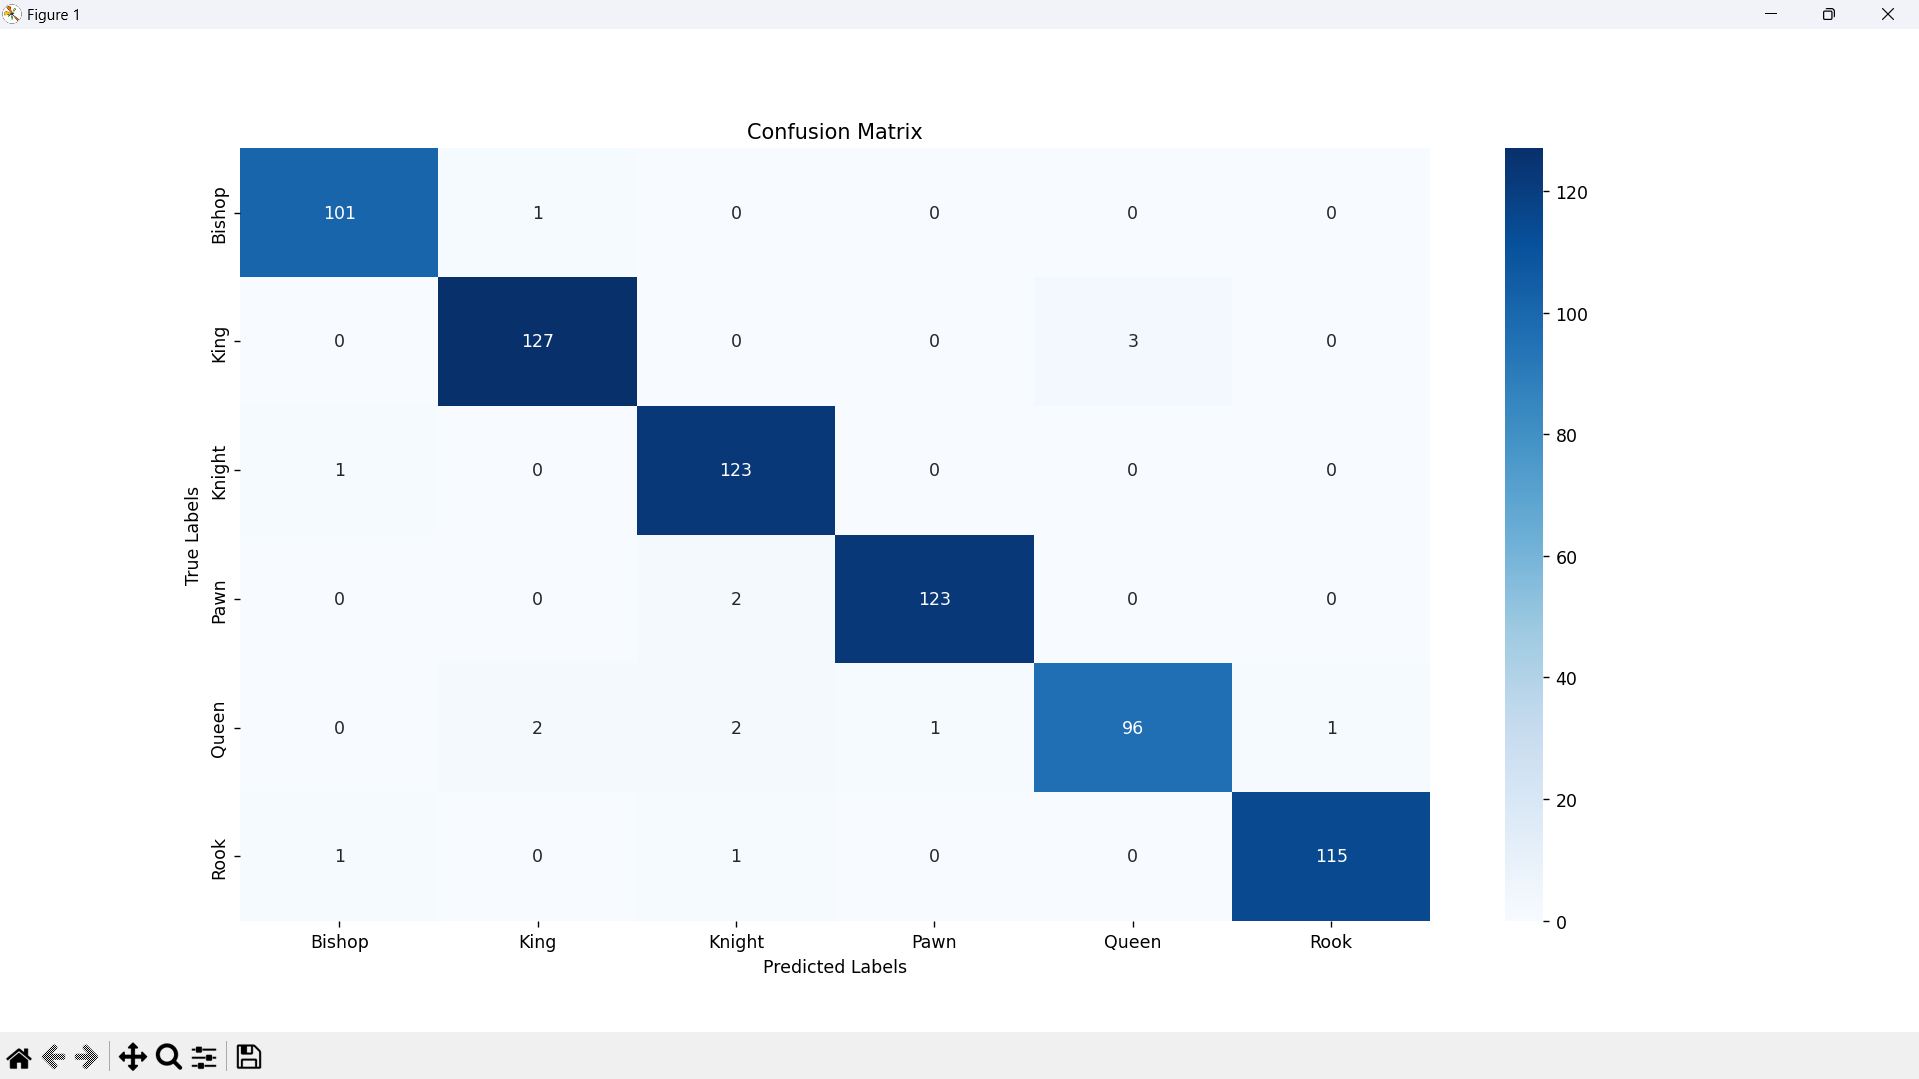 Figure 1
Confusion Matrix
True Labels
Bishop 101 1 0 0 0 0
King 0 127 0 0 3 0
Knight 1 0 123 0 0 0
Pawn 0 0 2 123 0 0
Queen 0 2 2 1 96 1
Rook 1 0 1 0 0 115
Bishop King Knight Pawn Queen Rook
Predicted Labels
120
100
80
60
40
20
0